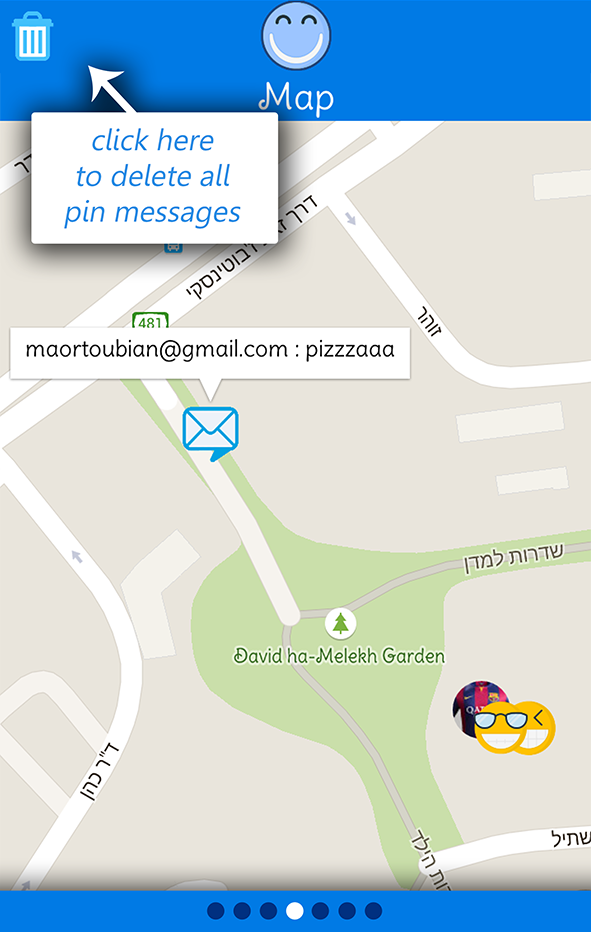 Map
click here
to delete all
pin messages
דרך
ז'בוטינסקי
זוהר
481
maortoubian@gmail.com : pizzzaaa
שדרות למדן
David ha-Melekh Garden
ד"ר כהן
שתיל
הילד